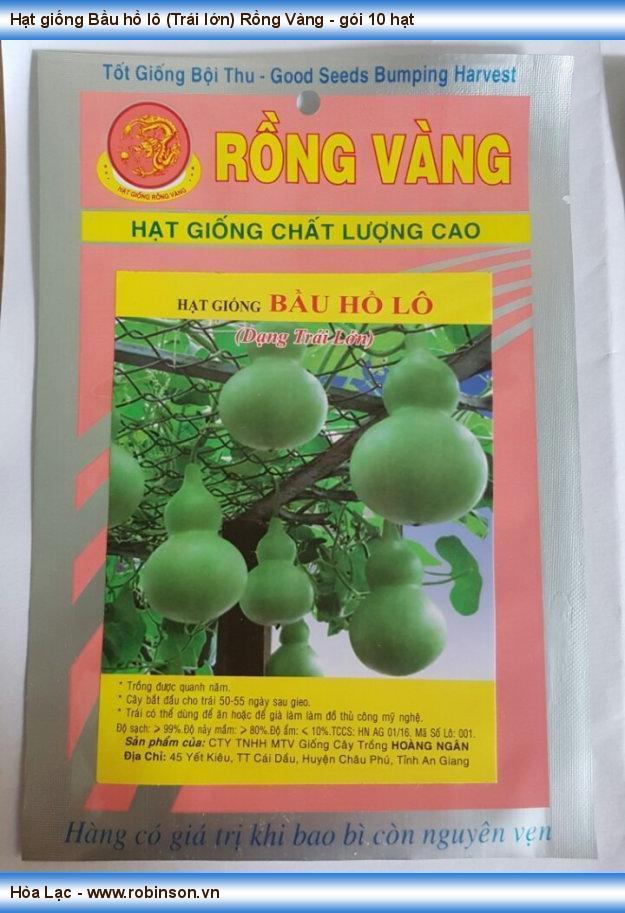 Hạt giống Bầu hồ lô (Trái lớn) Rồng Vàng - gói 10 hạt
Tốt Giống Bội Thu - Good Seeds Bumping Harvest
HẠT GIỐNG RỒNG VÀNG
RỒNG VÀNG
HẠT GIỐNG CHẤT LƯỢNG CAO
HẠT GIỐNG BẦU HỒ LÔ
(Dạng Trái Lớn)
* Trồng được quanh năm.
* Cây bắt đầu cho trái 50-55 ngày sau gieo.
* Trái có thể dùng để ăn hoặc để già làm làm đồ thủ công mỹ nghệ.
Độ sạch: > 99%.Độ nảy mầm: > 80%.Độ ẩm: < 10%.TCCS: HN AG 01/16. Mã Số Lô: 001.
Sản phẩm của: CTY TNHH MTV Giống Cây Trồng HOÀNG NGÂN
Địa Chỉ: 45 Yết Kiêu, TT Cái Dầu, Huyện Châu Phú, Tỉnh An Giang
Hàng có giá trị khi bao bì còn nguyên vẹn
Hòa Lạc - www.robinson.vn